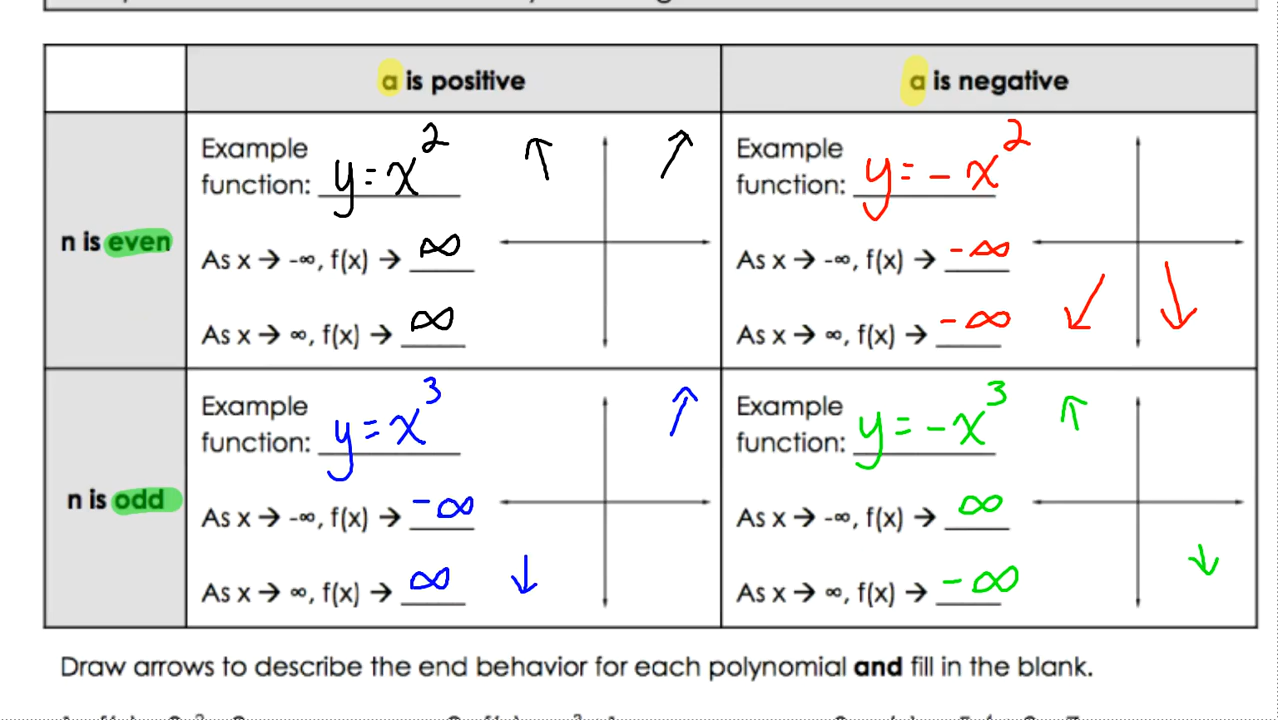 a is positive
a is negative
n is even
Example
function: y = x²
As x → -∞, f(x) → ∞
As x → ∞, f(x) → ∞
Example
function: y = - x²
As x → -∞, f(x) → -∞
As x → ∞, f(x) → -∞
n is odd
Example
function: y = x³
As x → -∞, f(x) → -∞
As x → ∞, f(x) → ∞
Example
function: y = -x³
As x → -∞, f(x) → ∞
As x → ∞, f(x) → -∞
Draw arrows to describe the end behavior for each polynomial and fill in the blank.